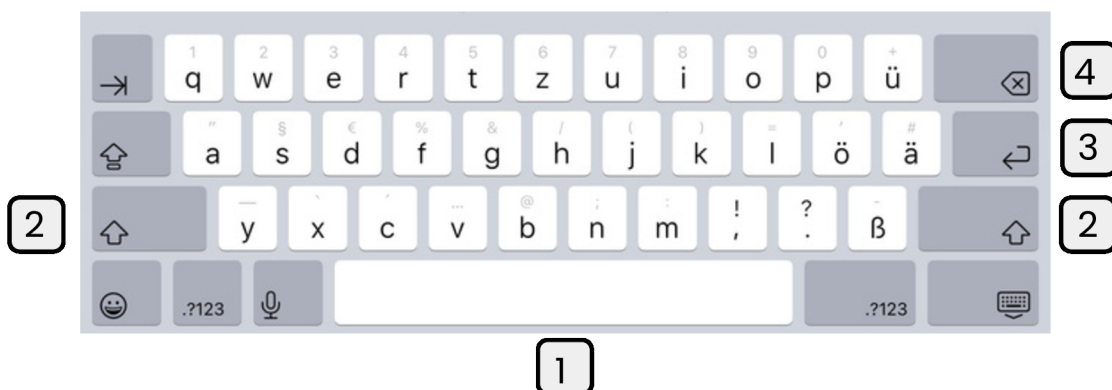 1 2 3 4 5 6 7 8 9 0 +
q w e r t z u i o p ü 4
" § € % & / ( ) = ' #
a s d f g h j k l ö ä 3
— ` ´ ... @ ; : ! ? -
2 y x c v b n m , . ß 2
.?123 .?123
1